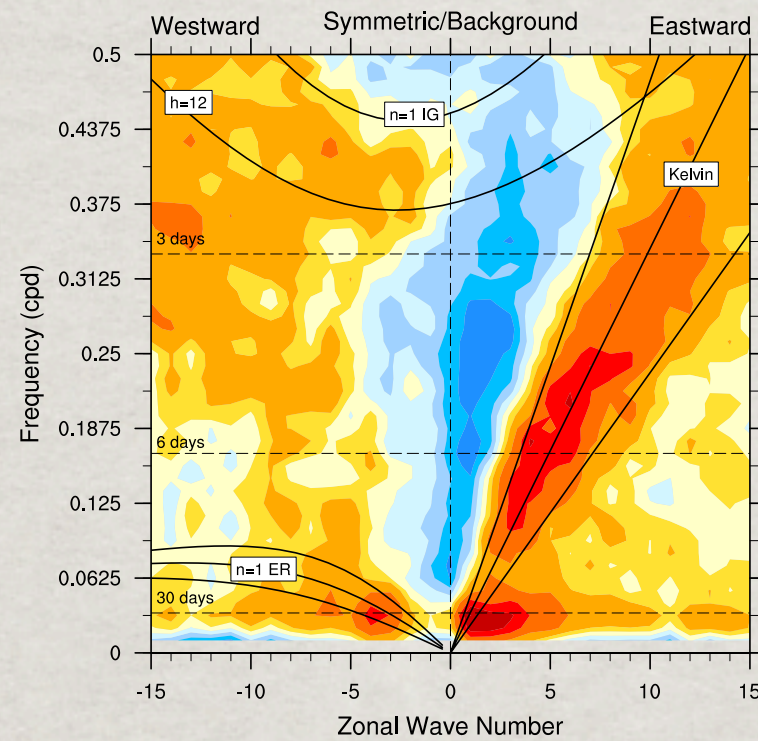 Westward Symmetric/Background Eastward
0.5
h=12
n=1 IG
0.4375
Kelvin
0.375
3 days
0.3125
Frequency (cpd)
0.25
0.1875
6 days
0.125
n=1 ER
0.0625
30 days
0
-15 -10 -5 0 5 10 15
Zonal Wave Number